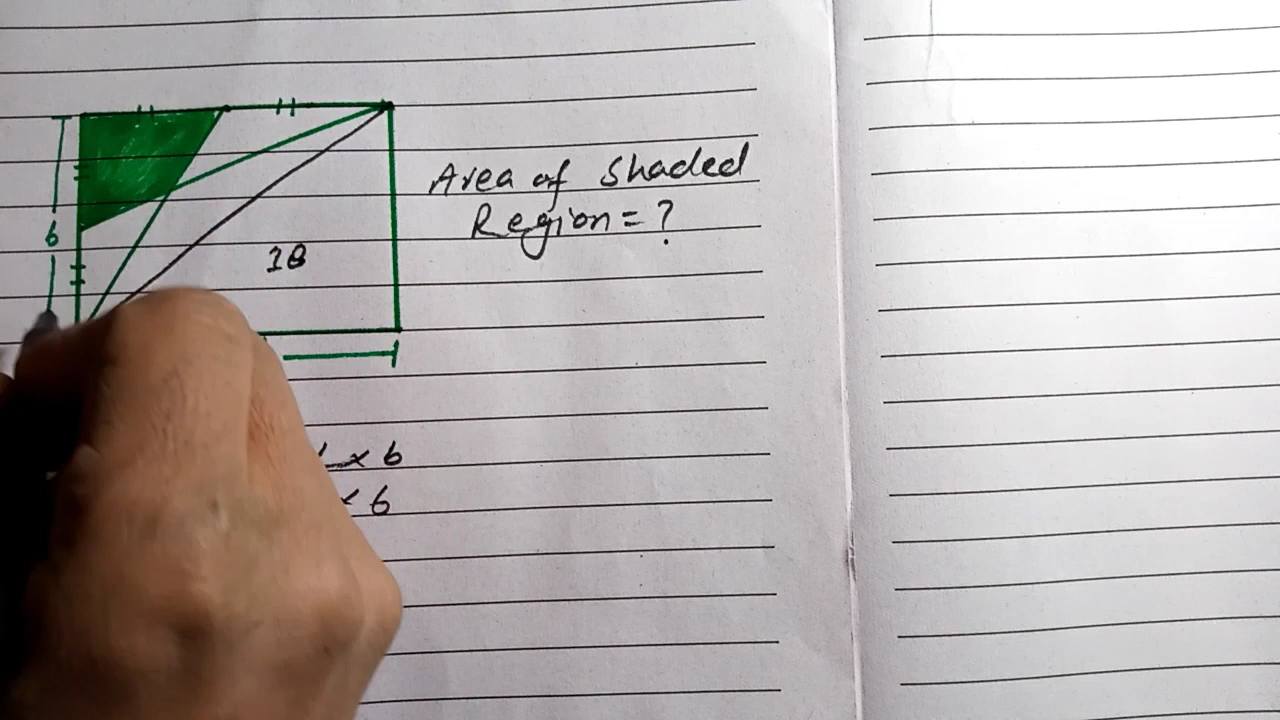 Area of Shaded
Region = ?
6
18
× 6
× 6